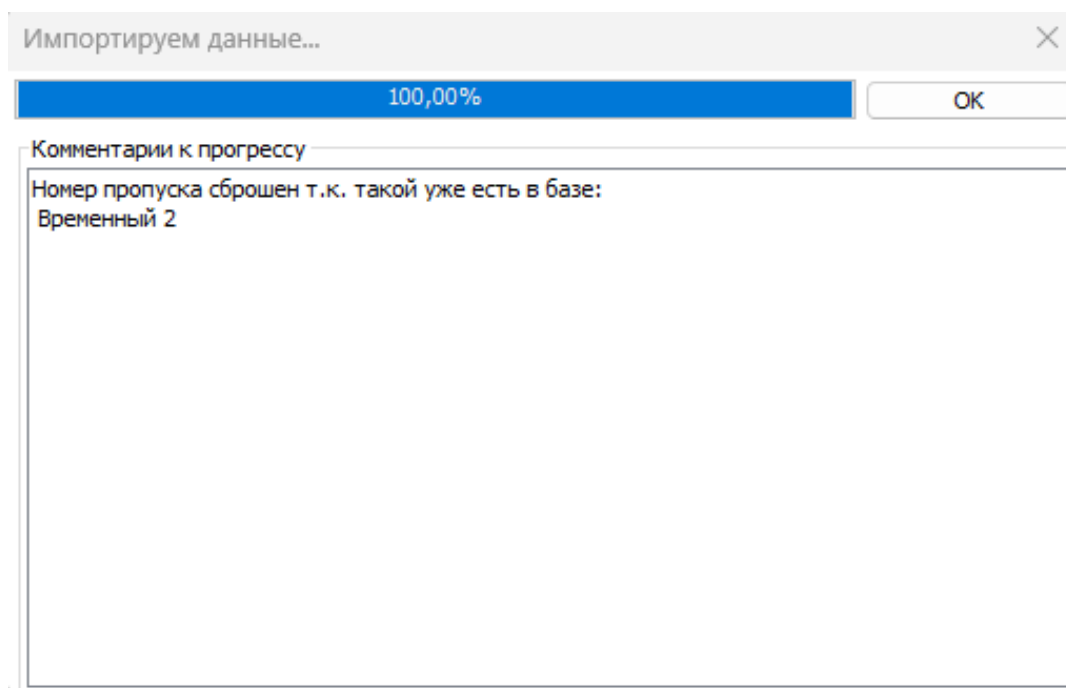 Импортируем данные...
100,00%
OK
Комментарии к прогрессу
Номер пропуска сброшен т.к. такой уже есть в базе:
Временный 2